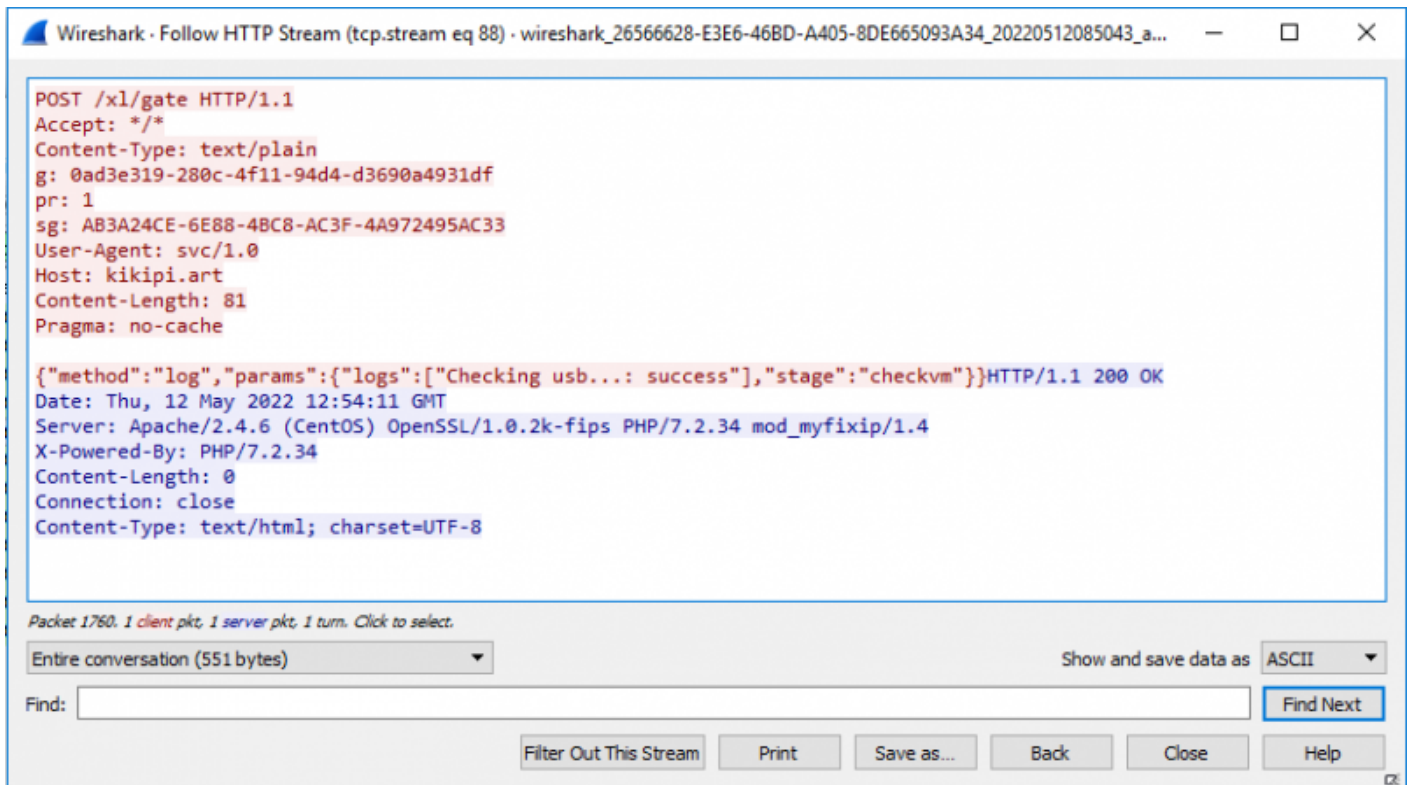 Wireshark · Follow HTTP Stream (tcp.stream eq 88) · wireshark_26566628-E3E6-46BD-A405-8DE665093A34_20220512085043_a...
POST /xl/gate HTTP/1.1
Accept: */*
Content-Type: text/plain
g: 0ad3e319-280c-4f11-94d4-d3690a4931df
pr: 1
sg: AB3A24CE-6E88-4BC8-AC3F-4A972495AC33
User-Agent: svc/1.0
Host: kikipi.art
Content-Length: 81
Pragma: no-cache
{"method":"log","params":{"logs":["Checking usb...: success"],"stage":"checkvm"}}HTTP/1.1 200 OK
Date: Thu, 12 May 2022 12:54:11 GMT
Server: Apache/2.4.6 (CentOS) OpenSSL/1.0.2k-fips PHP/7.2.34 mod_myfixip/1.4
X-Powered-By: PHP/7.2.34
Content-Length: 0
Connection: close
Content-Type: text/html; charset=UTF-8
Packet 1760. 1 client pkt, 1 server pkt, 1 turn. Click to select.
Entire conversation (551 bytes) Show and save data as ASCII
Find: Find Next
Filter Out This Stream Print Save as... Back Close Help